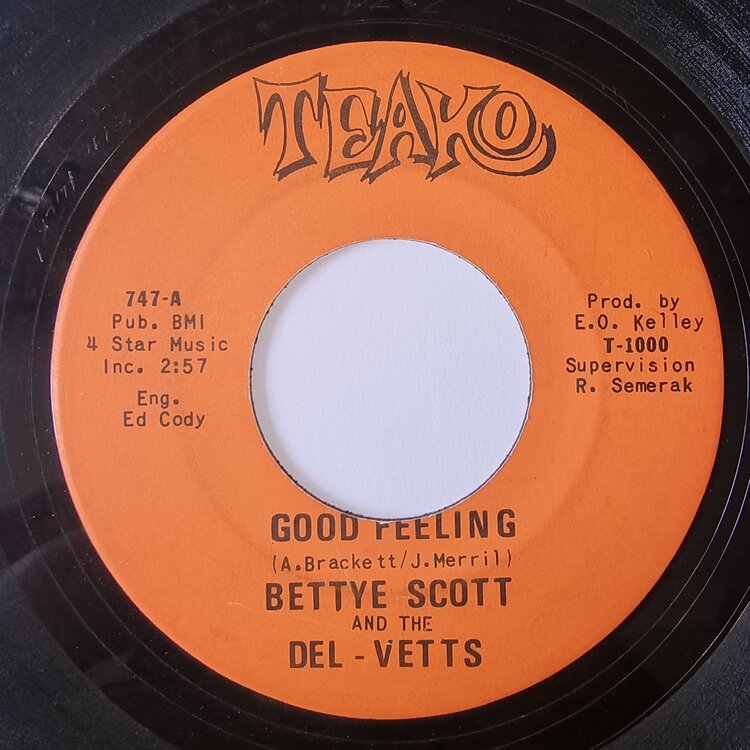 TEAKO
747-A
Pub. BMI
4 Star Music
Inc. 2:57
Eng.
Ed Cody
Prod. by
E.O. Kelley
T-1000
Supervision
R. Semerak
GOOD FEELING
(A.Brackett/J.Merril)
BETTYE SCOTT
AND THE
DEL-VETTS